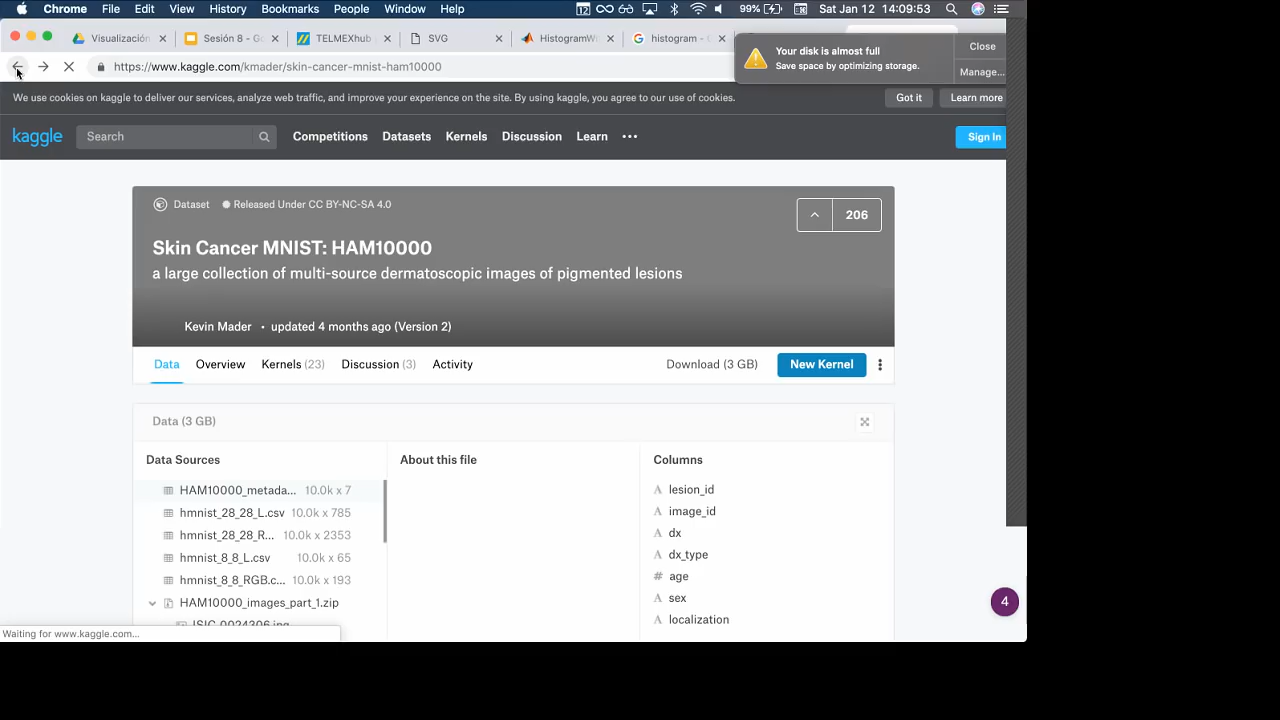 Chrome File Edit View History Bookmarks People Window Help 99% Sat Jan 12 14:09:53
Visualización Sesión 8 - Go TELMEXhub SVG HistogramWi histogram - G
https://www.kaggle.com/kmader/skin-cancer-mnist-ham10000
Your disk is almost full
Save space by optimizing storage.
Close
Manage...
We use cookies on kaggle to deliver our services, analyze web traffic, and improve your experience on the site. By using kaggle, you agree to our use of cookies.
Got it
Learn more
kaggle Search Competitions Datasets Kernels Discussion Learn ••• Sign In
Dataset Released Under CC BY-NC-SA 4.0
206
Skin Cancer MNIST: HAM10000
a large collection of multi-source dermatoscopic images of pigmented lesions
Kevin Mader • updated 4 months ago (Version 2)
Data Overview Kernels (23) Discussion (3) Activity Download (3 GB) New Kernel
Data (3 GB)
Data Sources
HAM10000_metada... 10.0k x 7
hmnist_28_28_L.csv 10.0k x 785
hmnist_28_28_R... 10.0k x 2353
hmnist_8_8_L.csv 10.0k x 65
hmnist_8_8_RGB.c... 10.0k x 193
HAM10000_images_part_1.zip
ISIC_0024306.jpg
About this file
Columns
A lesion_id
A image_id
A dx
A dx_type
# age
A sex
A localization
4
Waiting for www.kaggle.com...